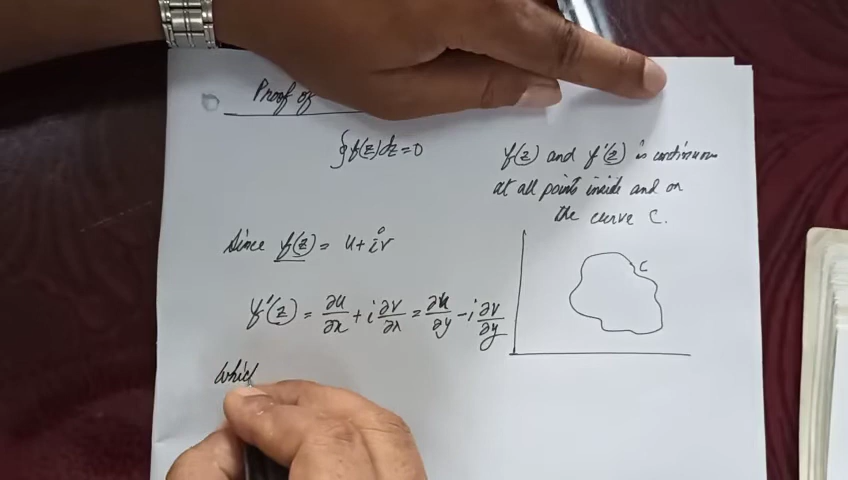 Proof of
∮f(z)dz=0
f(z) and f'(z) is continuous
at all points inside and on
the curve C.
Since f(z) = u+iv
f'(z) = ∂u/∂x + i ∂v/∂x = ∂u/∂y - i ∂v/∂y
C
Which